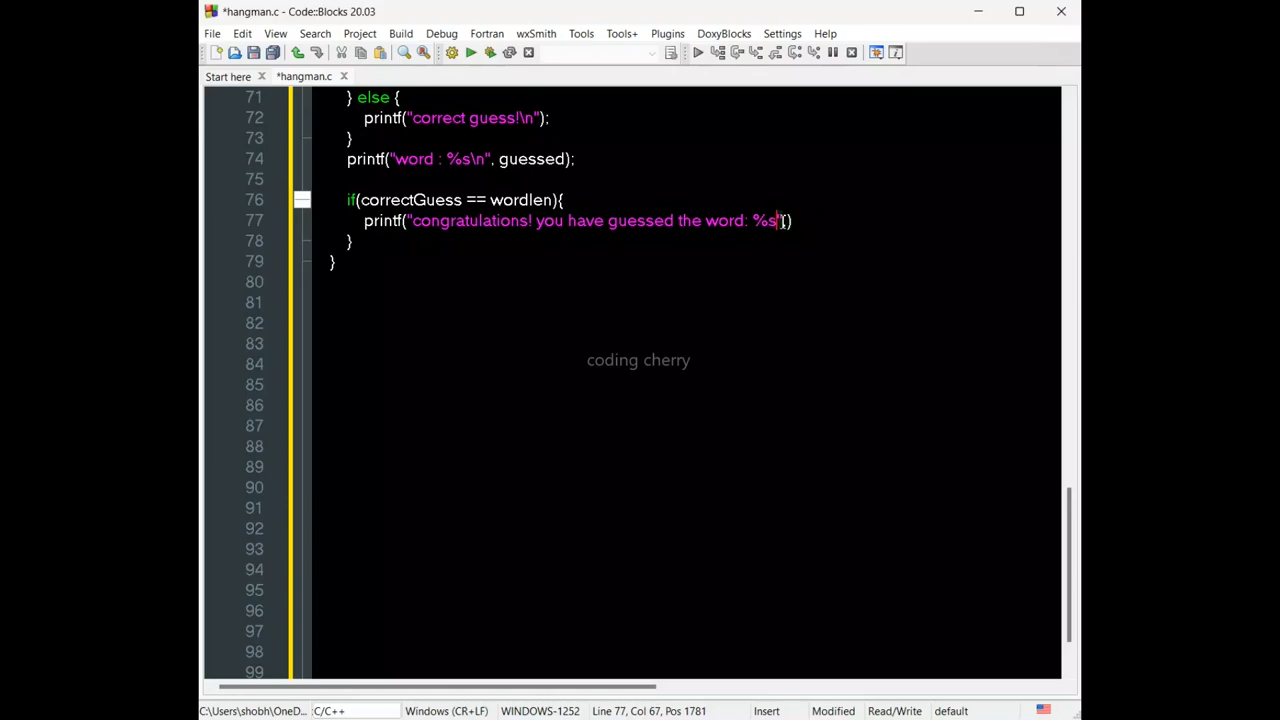 *hangman.c - Code::Blocks 20.03
File Edit View Search Project Build Debug Fortran wxSmith Tools Tools+ Plugins DoxyBlocks Settings Help
Start here *hangman.c
71 } else {
72 printf("correct guess!\n");
73 }
74 printf("word : %s\n", guessed);
75
76 if(correctGuess == wordlen){
77 printf("congratulations! you have guessed the word: %s")
78 }
79 }
80
81
82
83
84
coding cherry
85
86
87
88
89
90
91
92
93
94
95
96
97
98
99
C:\Users\shobh\OneD... C/C++ Windows (CR+LF) WINDOWS-1252 Line 77, Col 67, Pos 1781 Insert Modified Read/Write default